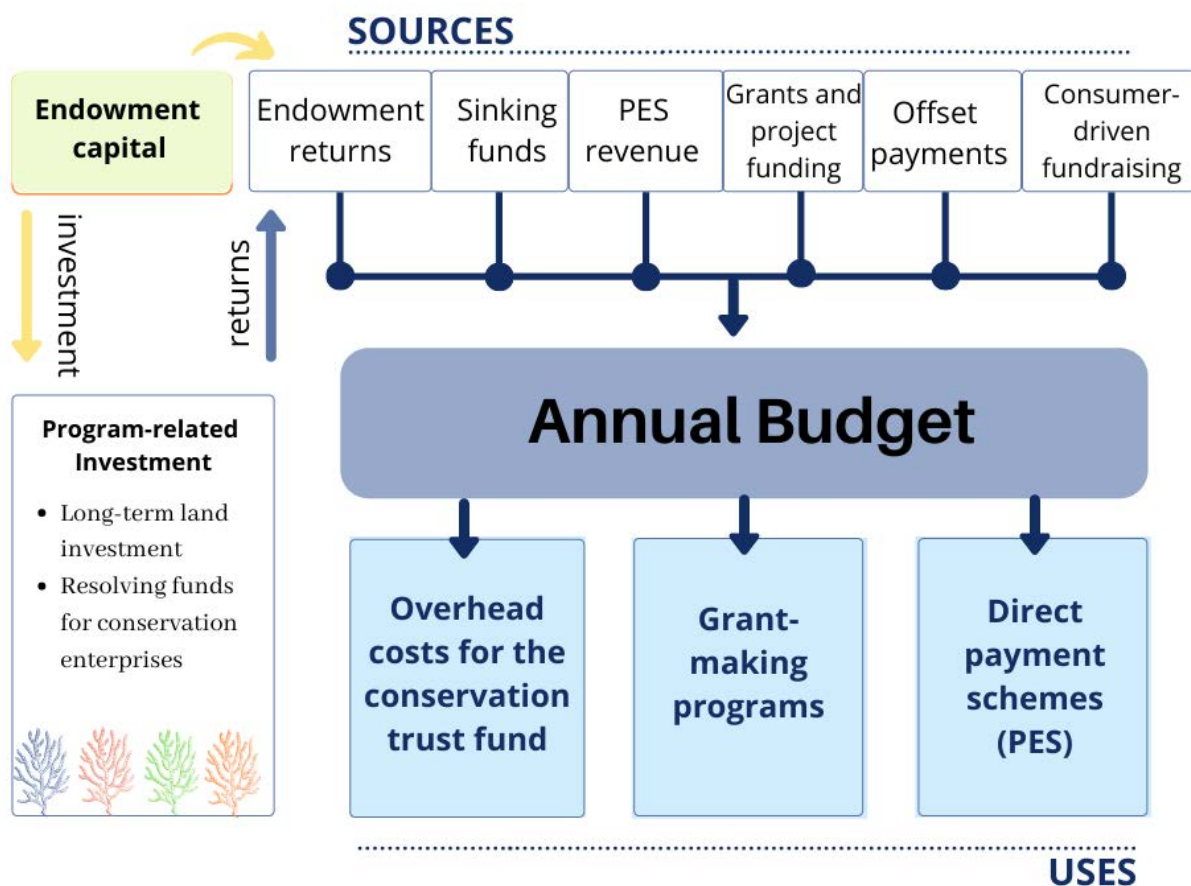 SOURCES
Endowment
capital
Endowment
returns
Sinking
funds
PES
revenue
Grants and
project
funding
Offset
payments
Consumer-
driven
fundraising
investment
returns
Annual Budget
Program-related
Investment
• Long-term land
investment
• Resolving funds
for conservation
enterprises
Overhead
costs for the
conservation
trust fund
Grant-
making
programs
Direct
payment
schemes
(PES)
USES